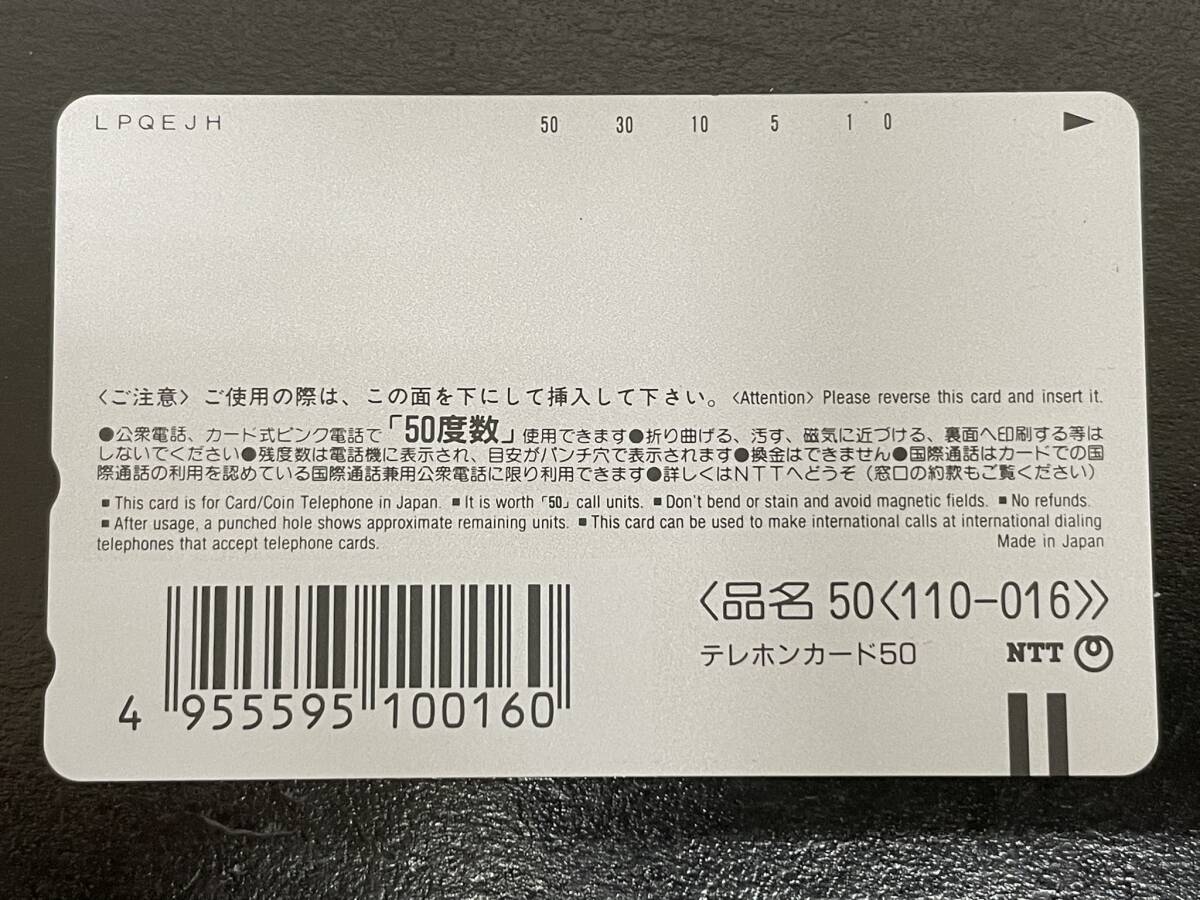 LPQEJH 50 30 10 5 1 0
〈ご注意〉ご使用の際は、この面を下にして挿入して下さい。〈Attention〉Please reverse this card and insert it.
●公衆電話、カード式ピンク電話で「50度数」使用できます●折り曲げる、汚す、磁気に近づける、裏面へ印刷する等は
しないでください●残度数は電話機に表示され、目安がパンチ穴で表示されます●換金はできません●国際通話はカードでの国
際通話の利用を認めている国際通話兼用公衆電話に限り利用できます●詳しくはNTTへどうぞ（窓口の約款もご覧ください）
■This card is for Card/Coin Telephone in Japan. ■It is worth「50」call units. ■Don't bend or stain and avoid magnetic fields. ■No refunds.
■After usage, a punched hole shows approximate remaining units. ■This card can be used to make international calls at international dialing
telephones that accept telephone cards. Made in Japan
〈品名 50〈110-016〉〉
テレホンカード50 NTT
4 955595 100160